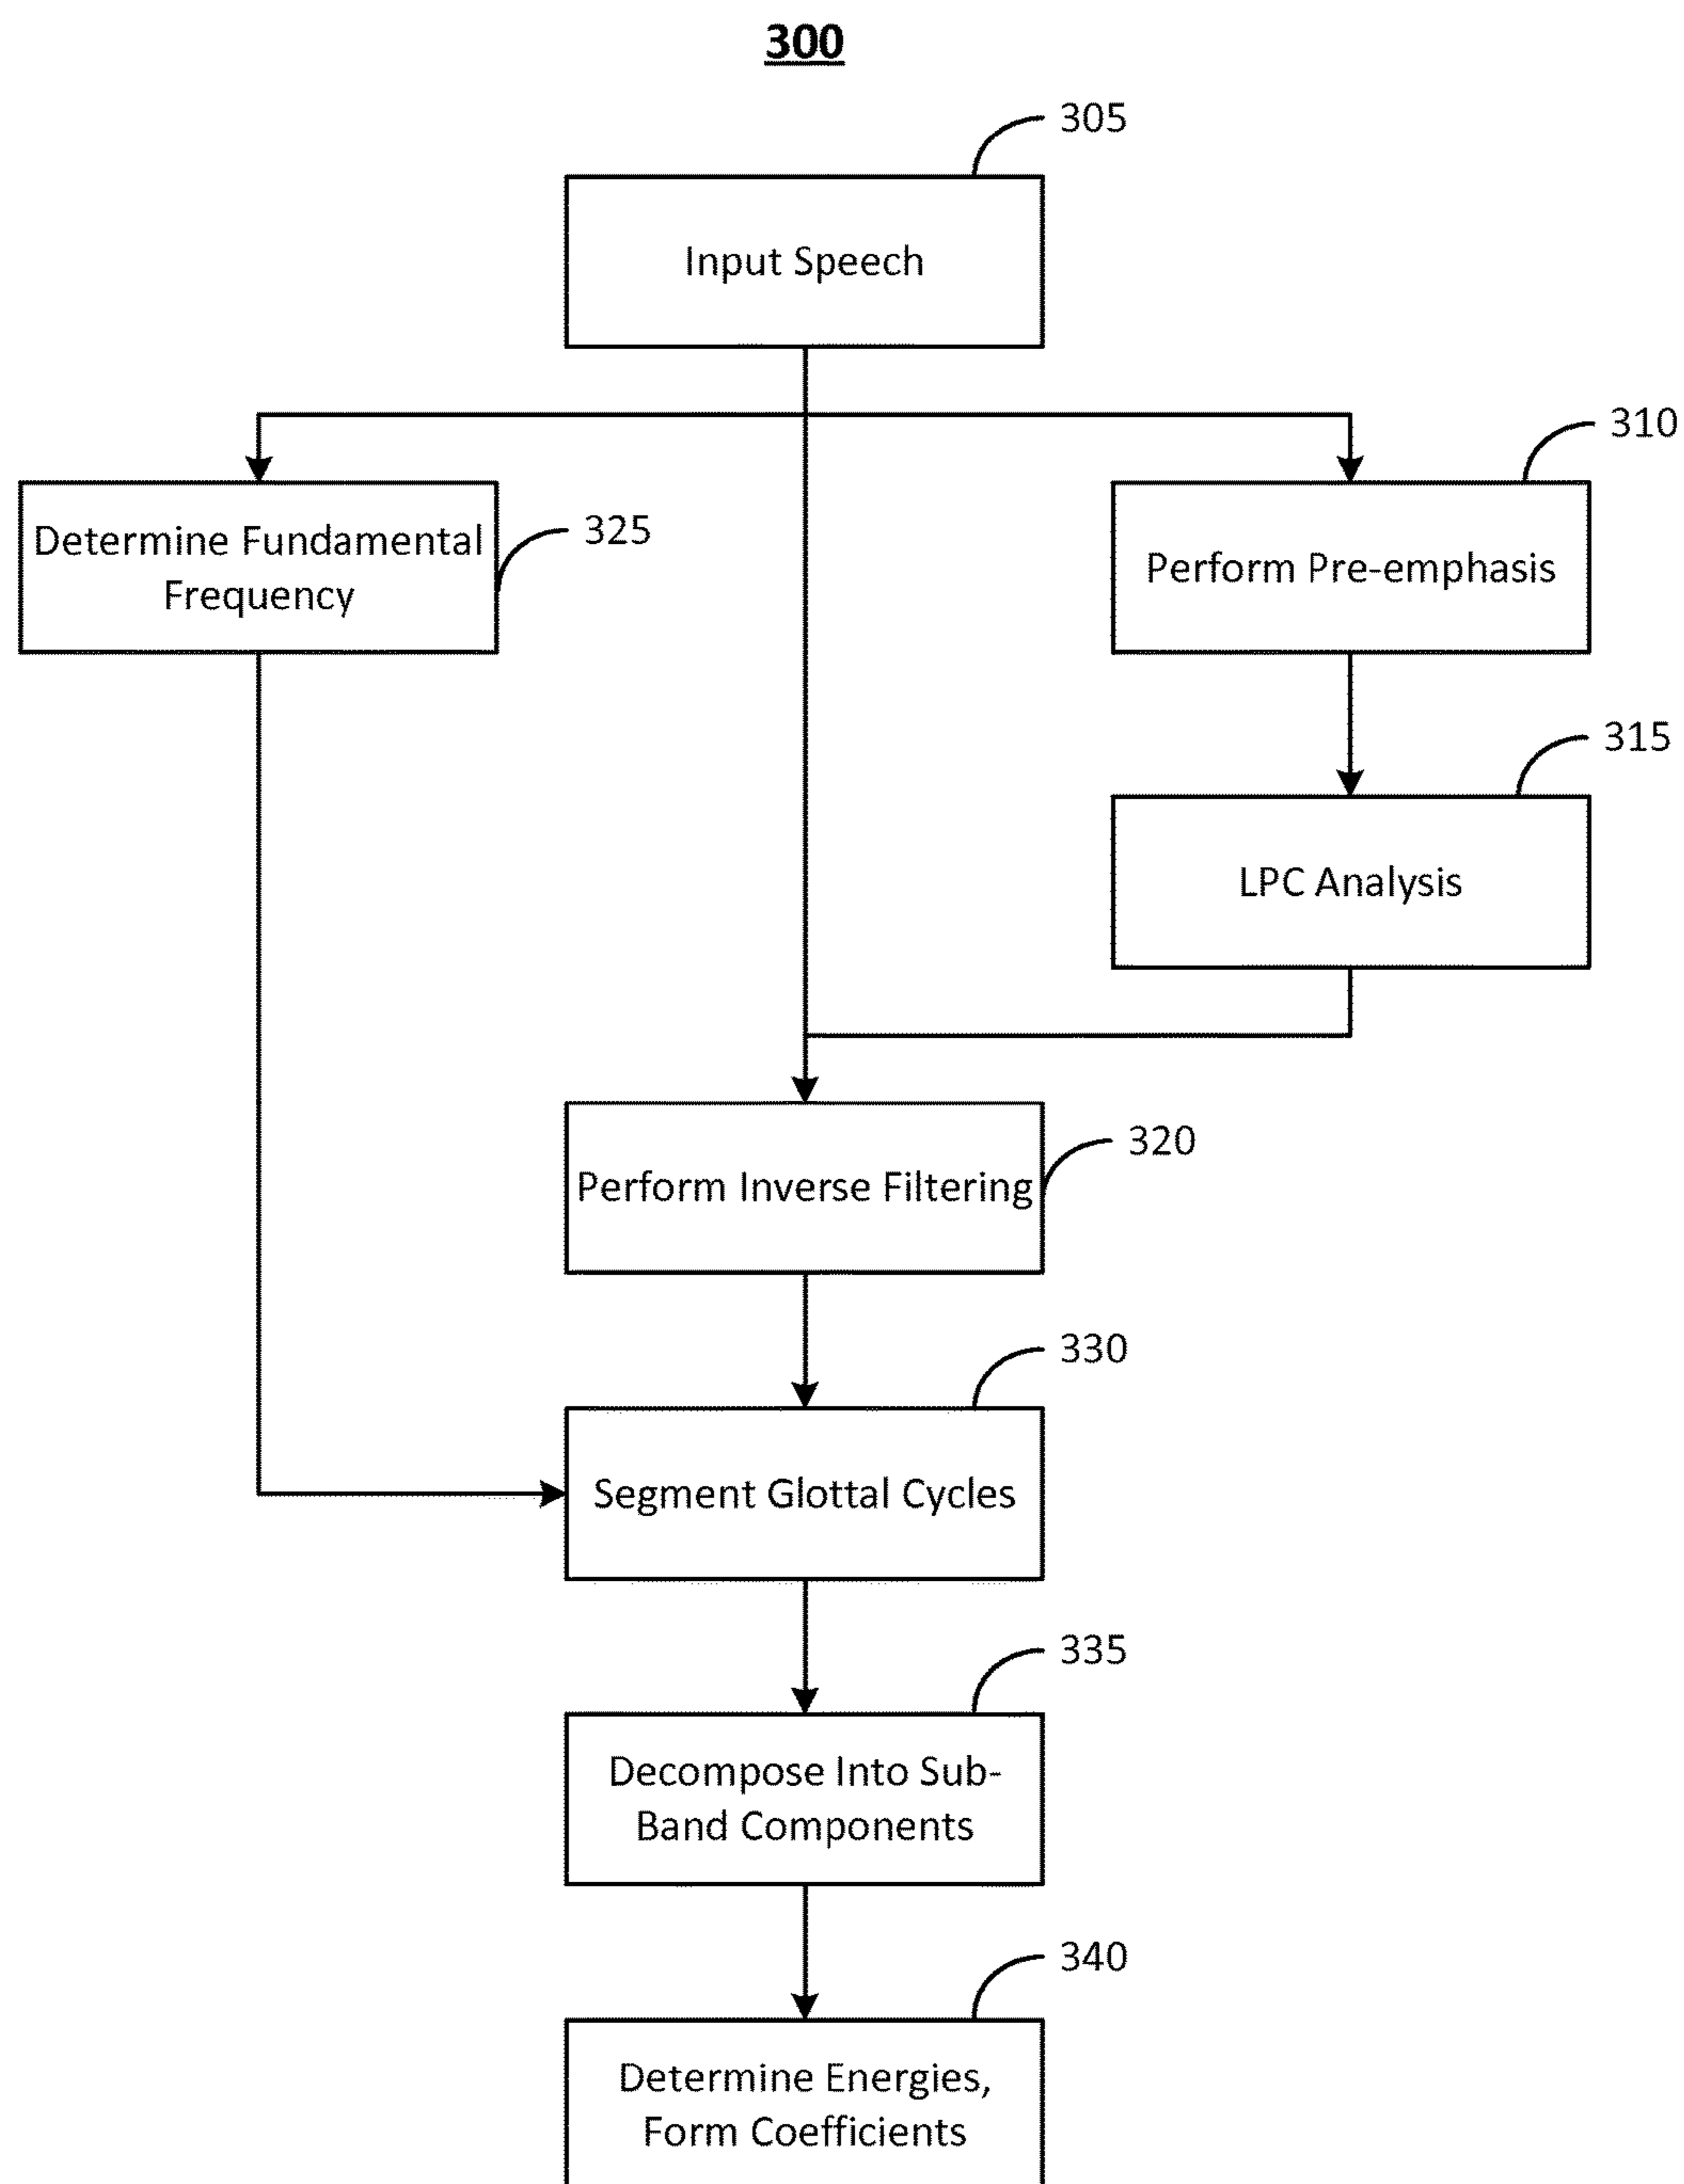 300
305
Input Speech
310
325
Determine Fundamental
Frequency
Perform Pre-emphasis
315
LPC Analysis
320
Perform Inverse Filtering
330
Segment Glottal Cycles
335
Decompose Into Sub-
Band Components
340
Determine Energies,
Form Coefficients